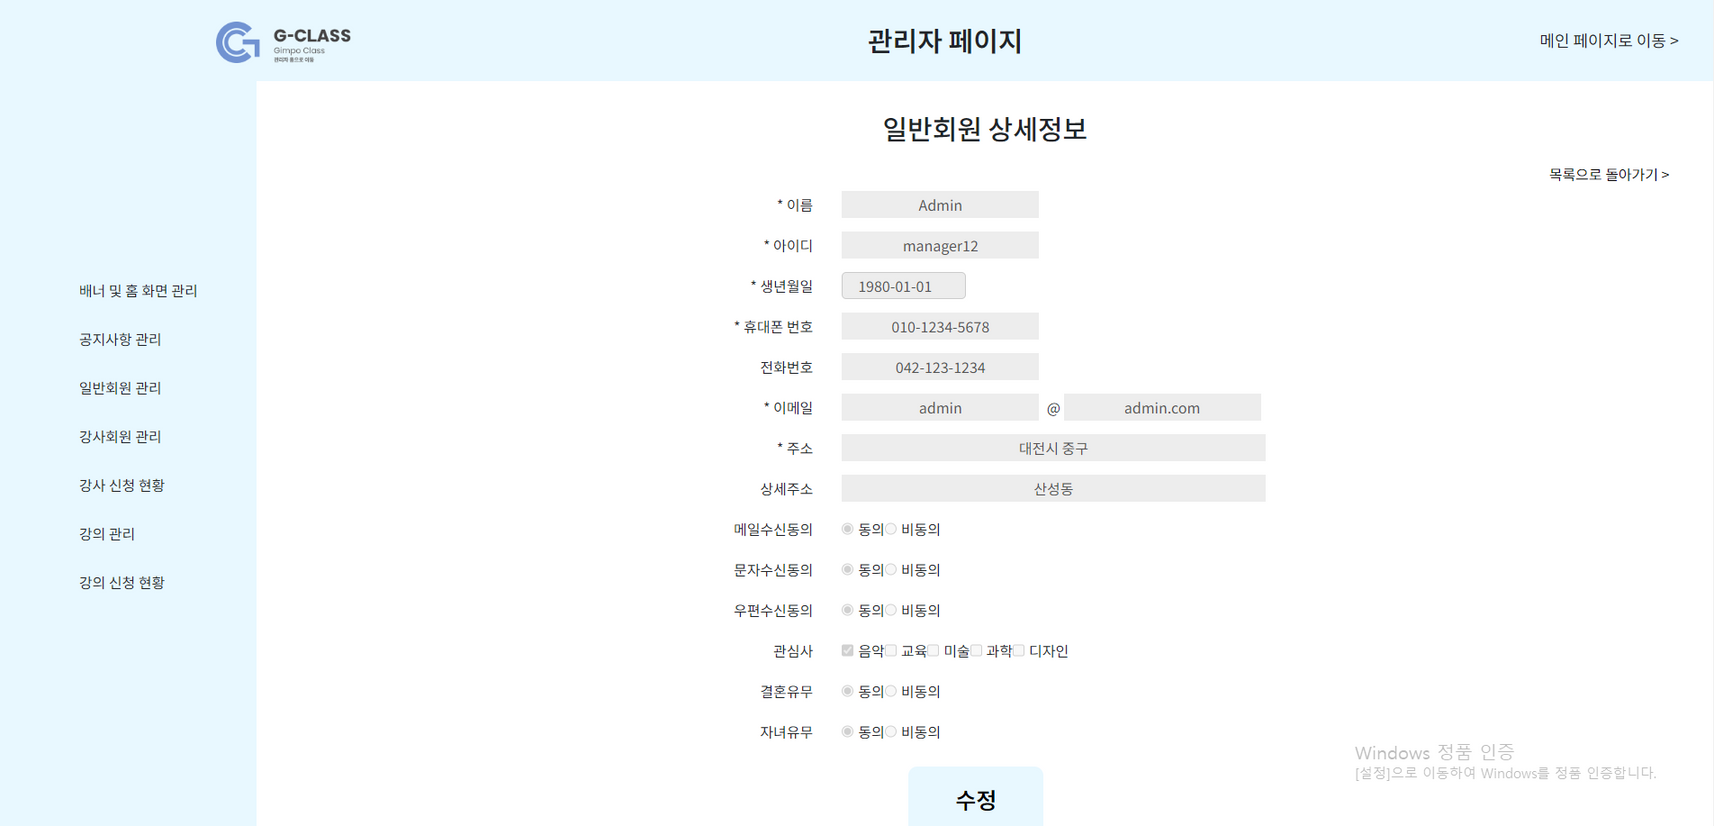 G-CLASS
Gimpo Class
관리자 홈으로 이동
관리자 페이지
메인 페이지로 이동 >
배너 및 홈 화면 관리
공지사항 관리
일반회원 관리
강사회원 관리
강사 신청 현황
강의 관리
강의 신청 현황
일반회원 상세정보
목록으로 돌아가기 >
* 이름 Admin
* 아이디 manager12
* 생년월일 1980-01-01
* 휴대폰 번호 010-1234-5678
전화번호 042-123-1234
* 이메일 admin @ admin.com
* 주소 대전시 중구
상세주소 산성동
메일수신동의 동의 비동의
문자수신동의 동의 비동의
우편수신동의 동의 비동의
관심사 음악 교육 미술 과학 디자인
결혼유무 동의 비동의
자녀유무 동의 비동의
수정
Windows 정품 인증
[설정]으로 이동하여 Windows를 정품 인증합니다.